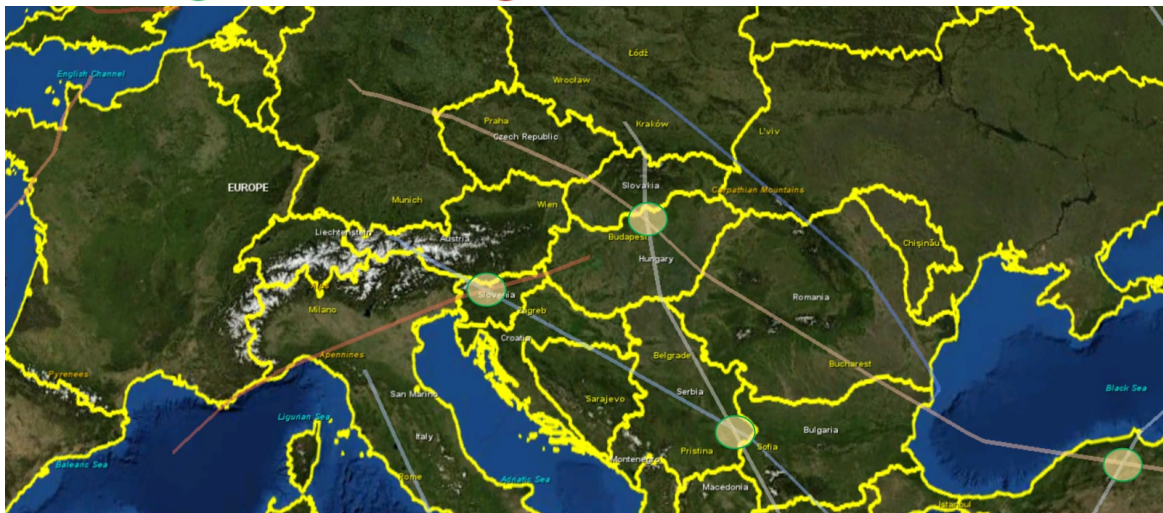 Łódź
English Channel
Wrocław
Praha
Kraków
Czech Republic
L'viv
EUROPE
Slovakia
Carpathian Mountains
Munich
Wien
Liechtenstein
Austria
Budapest
Chişinău
Hungary
Slovenia
Romania
Milano
Zagreb
Croatia
Apennines
Belgrade
Bucharest
Pyrenees
San Marino
Serbia
Black Sea
Sarajevo
Ligurian Sea
Italy
Bulgaria
Sofia
Pristina
Montenegro
Balearic Sea
Rome
Adriatic Sea
Macedonia
Istanbul